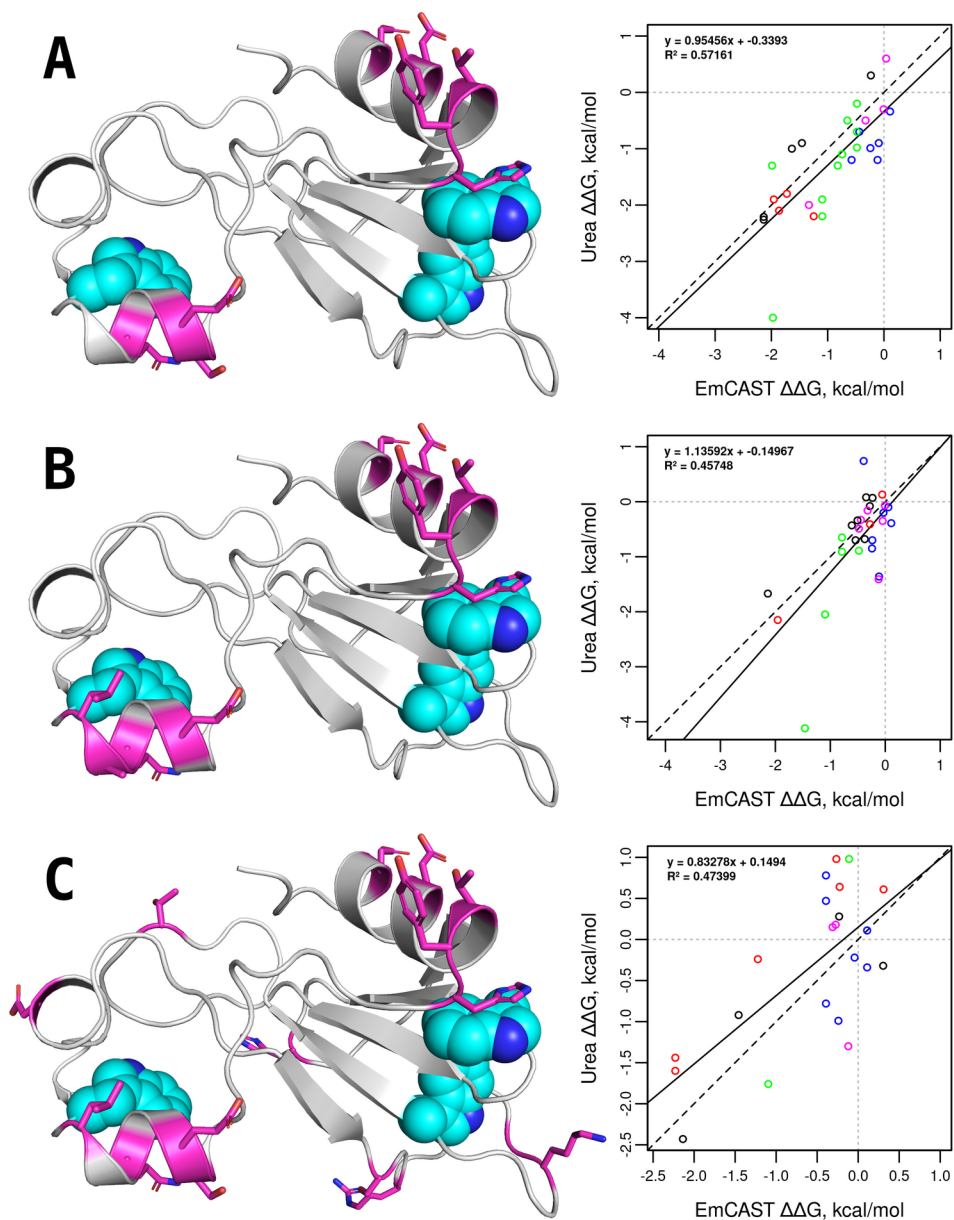 A
y = 0.95456x + -0.3393
R² = 0.57161
1
0
-1
-2
-3
-4
Urea ΔΔG, kcal/mol
-4 -3 -2 -1 0 1
EmCAST ΔΔG, kcal/mol
B
y = 1.13592x + -0.14967
R² = 0.45748
1
0
-1
-2
-3
-4
Urea ΔΔG, kcal/mol
-4 -3 -2 -1 0 1
EmCAST ΔΔG, kcal/mol
C
y = 0.83278x + 0.1494
R² = 0.47399
1.0
0.5
0.0
-0.5
-1.0
-1.5
-2.0
-2.5
Urea ΔΔG, kcal/mol
-2.5 -2.0 -1.5 -1.0 -0.5 0.0 0.5 1.0
EmCAST ΔΔG, kcal/mol